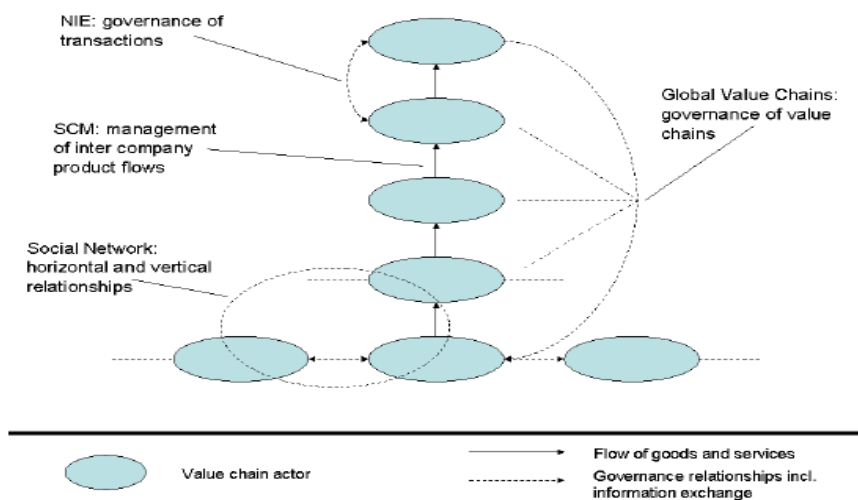 NIE: governance of
transactions
Global Value Chains:
governance of value
chains
SCM: management
of inter company
product flows
Social Network:
horizontal and vertical
relationships
Value chain actor
Flow of goods and services
Governance relationships incl.
information exchange